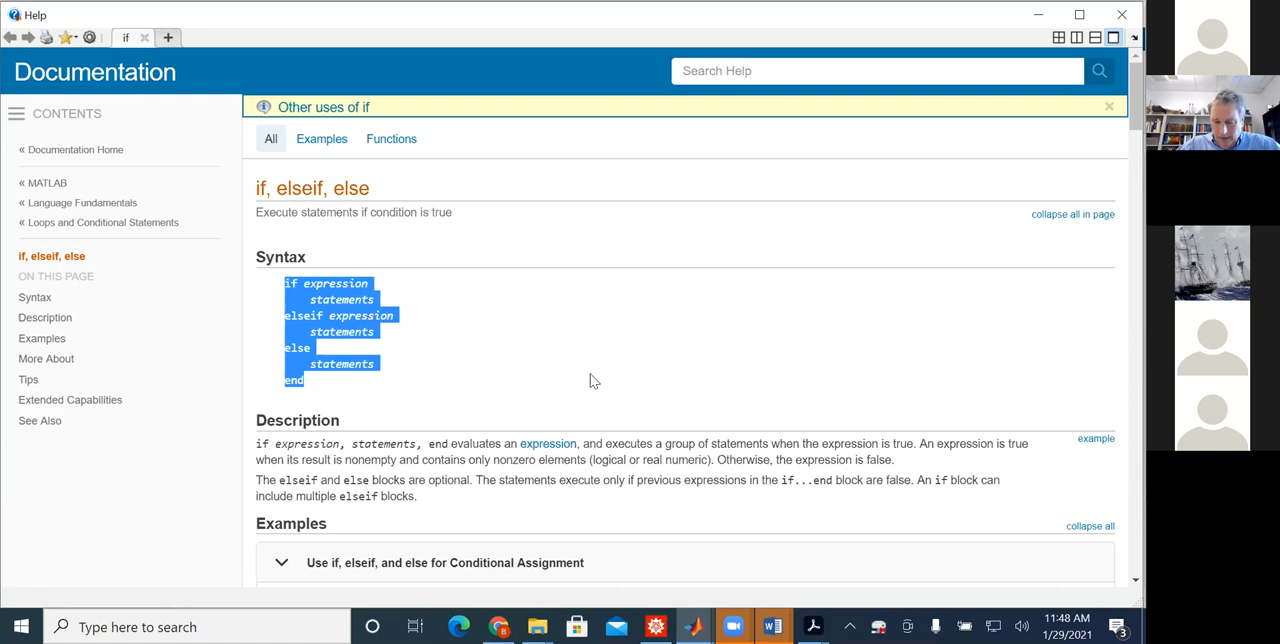 Help
if
Documentation
Search Help
CONTENTS
« Documentation Home
« MATLAB
« Language Fundamentals
« Loops and Conditional Statements
if, elseif, else
ON THIS PAGE
Syntax
Description
Examples
More About
Tips
Extended Capabilities
See Also
Other uses of if
All Examples Functions
if, elseif, else
Execute statements if condition is true
collapse all in page
Syntax
if expression
statements
elseif expression
statements
else
statements
end
Description
if expression, statements, end evaluates an expression, and executes a group of statements when the expression is true. An expression is true
example
when its result is nonempty and contains only nonzero elements (logical or real numeric). Otherwise, the expression is false.
The elseif and else blocks are optional. The statements execute only if previous expressions in the if...end block are false. An if block can
include multiple elseif blocks.
Examples
collapse all
Use if, elseif, and else for Conditional Assignment
Type here to search
11:48 AM
1/29/2021
3